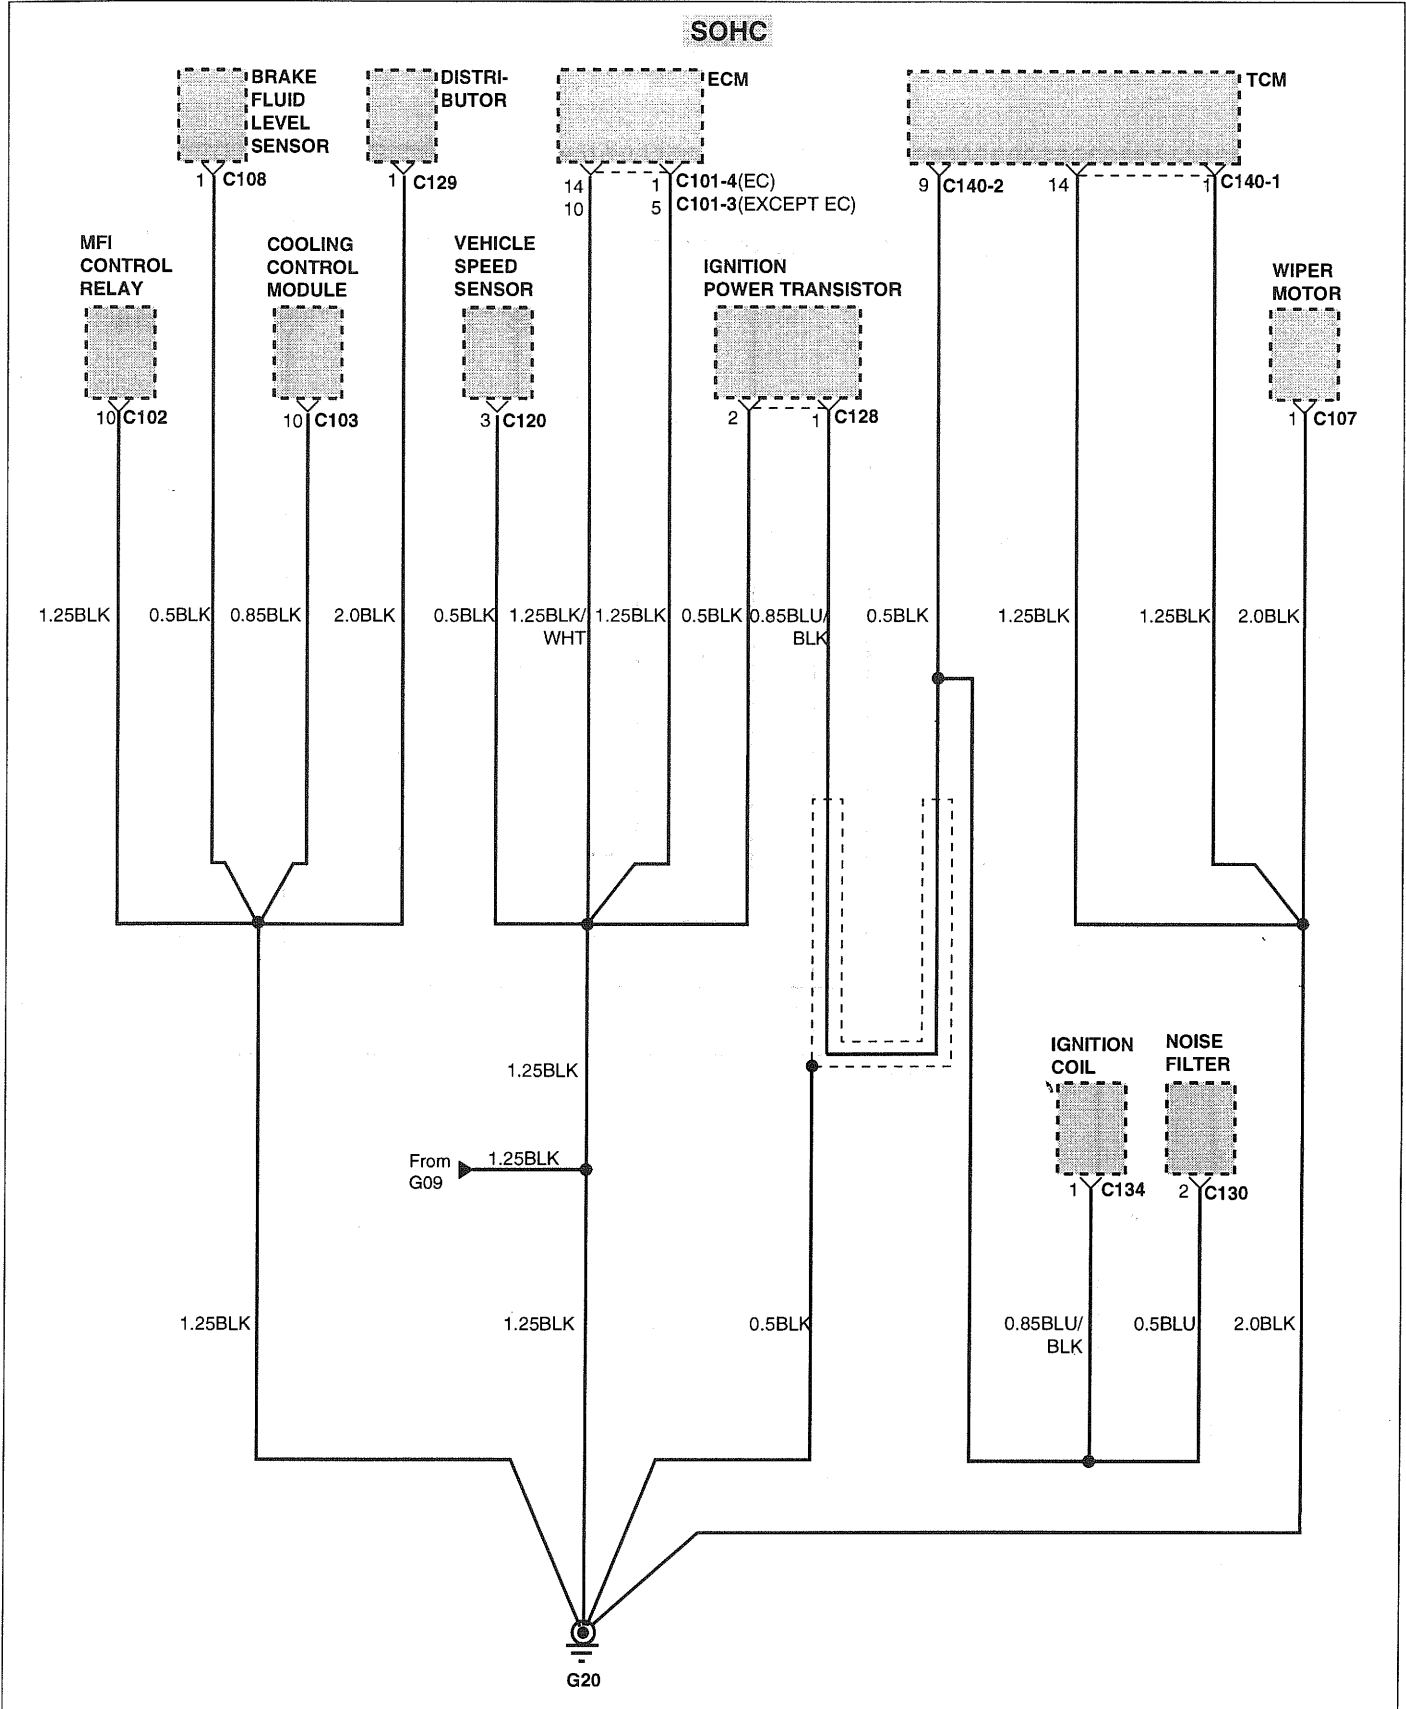 SOHC
BRAKE
FLUID
LEVEL
SENSOR
1 C108
DISTRI-
BUTOR
1 C129
ECM
14 1 C101-4(EC)
10 5 C101-3(EXCEPT EC)
TCM
9 C140-2
14 1 C140-1
MFI
CONTROL
RELAY
10 C102
COOLING
CONTROL
MODULE
10 C103
VEHICLE
SPEED
SENSOR
3 C120
IGNITION
POWER TRANSISTOR
2 1 C128
WIPER
MOTOR
1 C107
1.25BLK
0.5BLK
0.85BLK
2.0BLK
0.5BLK
1.25BLK/
WHT
1.25BLK
0.5BLK
0.85BLU/
BLK
0.5BLK
1.25BLK
1.25BLK
2.0BLK
1.25BLK
From
G09
1.25BLK
IGNITION
COIL
1 C134
NOISE
FILTER
2 C130
1.25BLK
1.25BLK
0.5BLK
0.85BLU/
BLK
0.5BLU
2.0BLK
G20